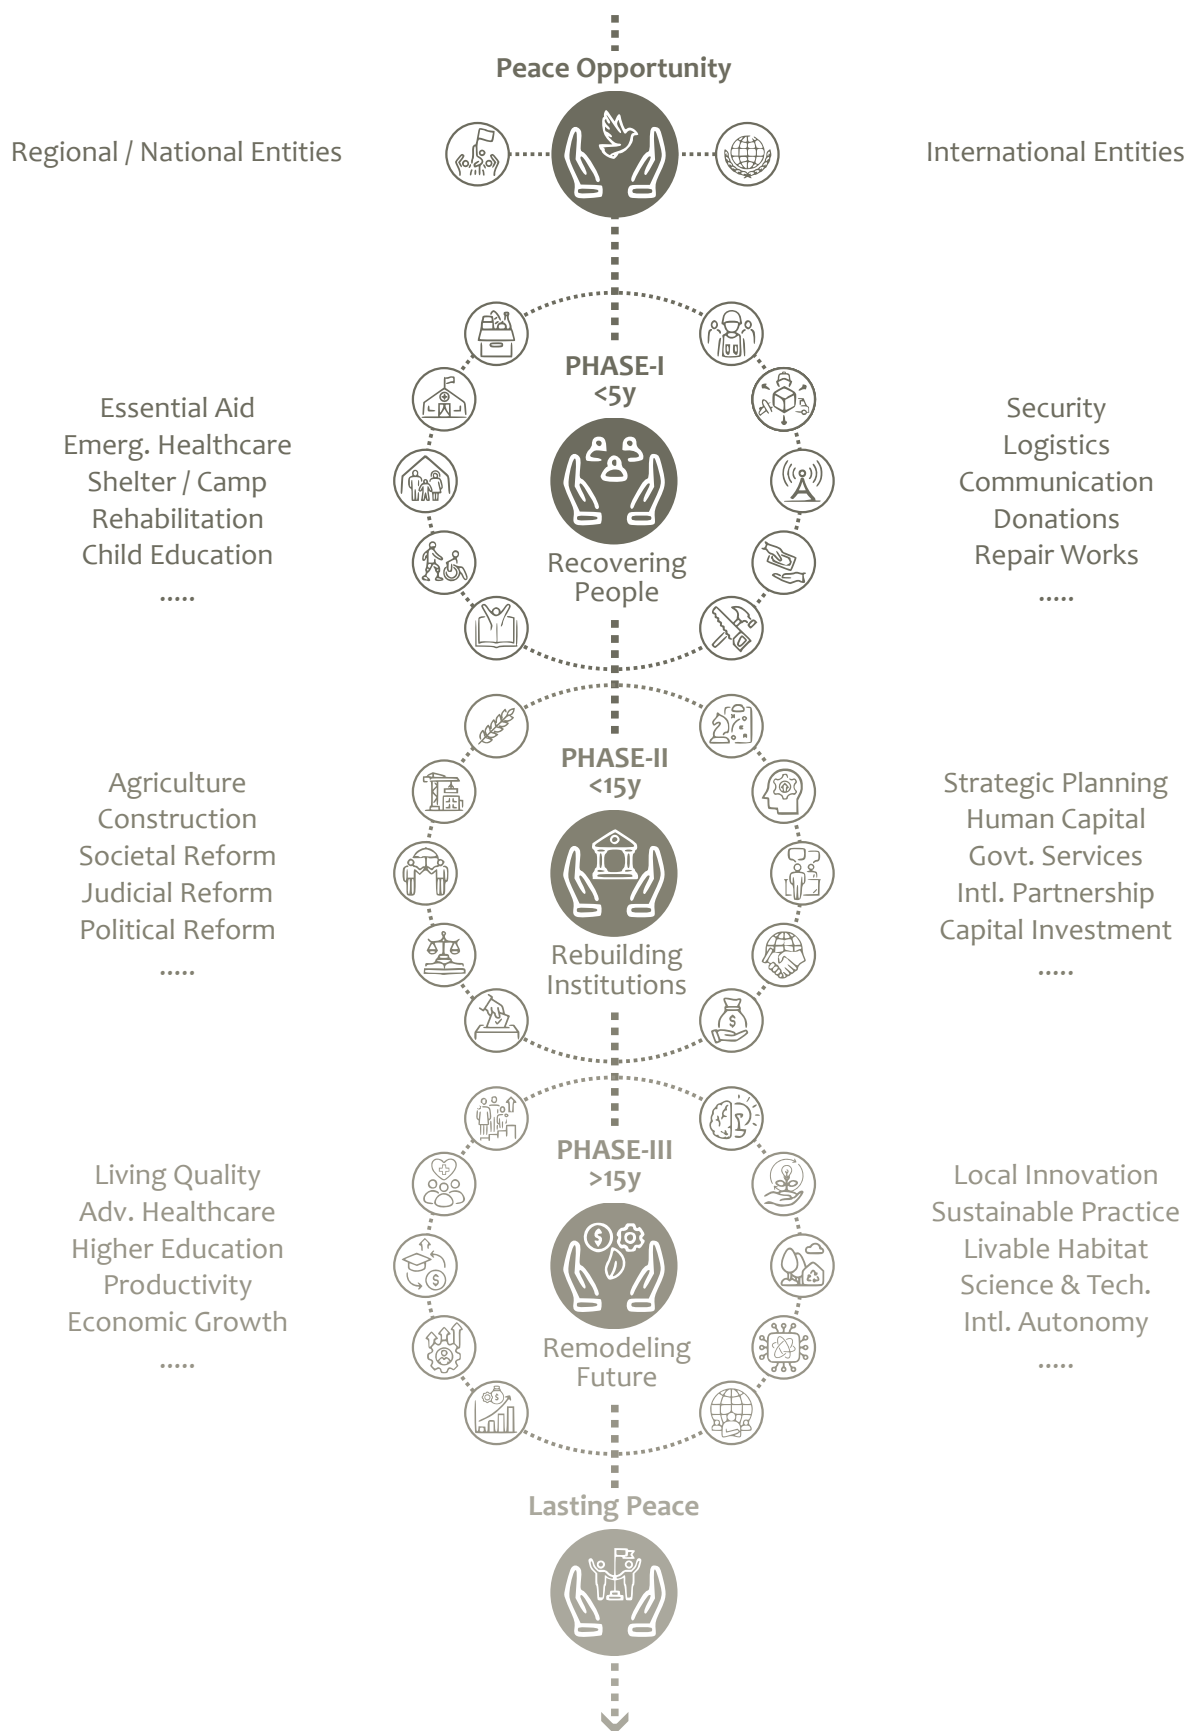 Peace Opportunity
Regional / National Entities
International Entities
PHASE-I
<5y
Recovering
People
Essential Aid
Emerg. Healthcare
Shelter / Camp
Rehabilitation
Child Education
.....
Security
Logistics
Communication
Donations
Repair Works
.....
PHASE-II
<15y
Rebuilding
Institutions
Agriculture
Construction
Societal Reform
Judicial Reform
Political Reform
.....
Strategic Planning
Human Capital
Govt. Services
Intl. Partnership
Capital Investment
.....
PHASE-III
>15y
Remodeling
Future
Living Quality
Adv. Healthcare
Higher Education
Productivity
Economic Growth
.....
Local Innovation
Sustainable Practice
Livable Habitat
Science & Tech.
Intl. Autonomy
.....
Lasting Peace